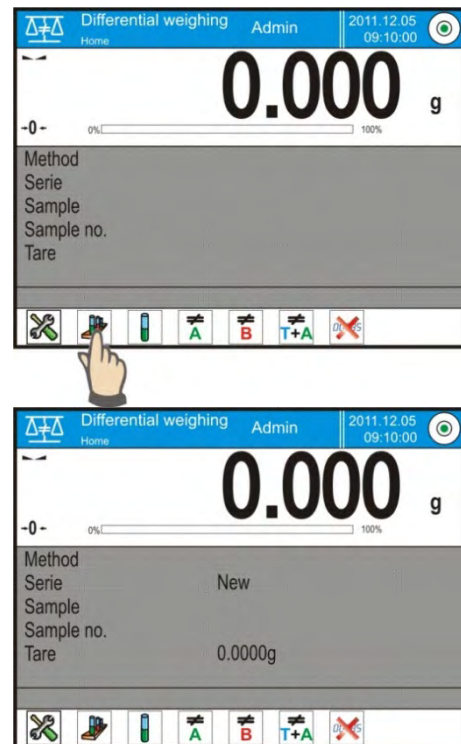 Differential weighing Admin 2011.12.05
Home 09:10:00
0.000 g
-0- 0% 100%
Method
Serie
Sample
Sample no.
Tare
≠ A ≠ B ≠ T+A
Differential weighing Admin 2011.12.05
Home 09:10:00
0.000 g
-0- 0% 100%
Method
Serie New
Sample
Sample no.
Tare 0.0000g
≠ A ≠ B ≠ T+A